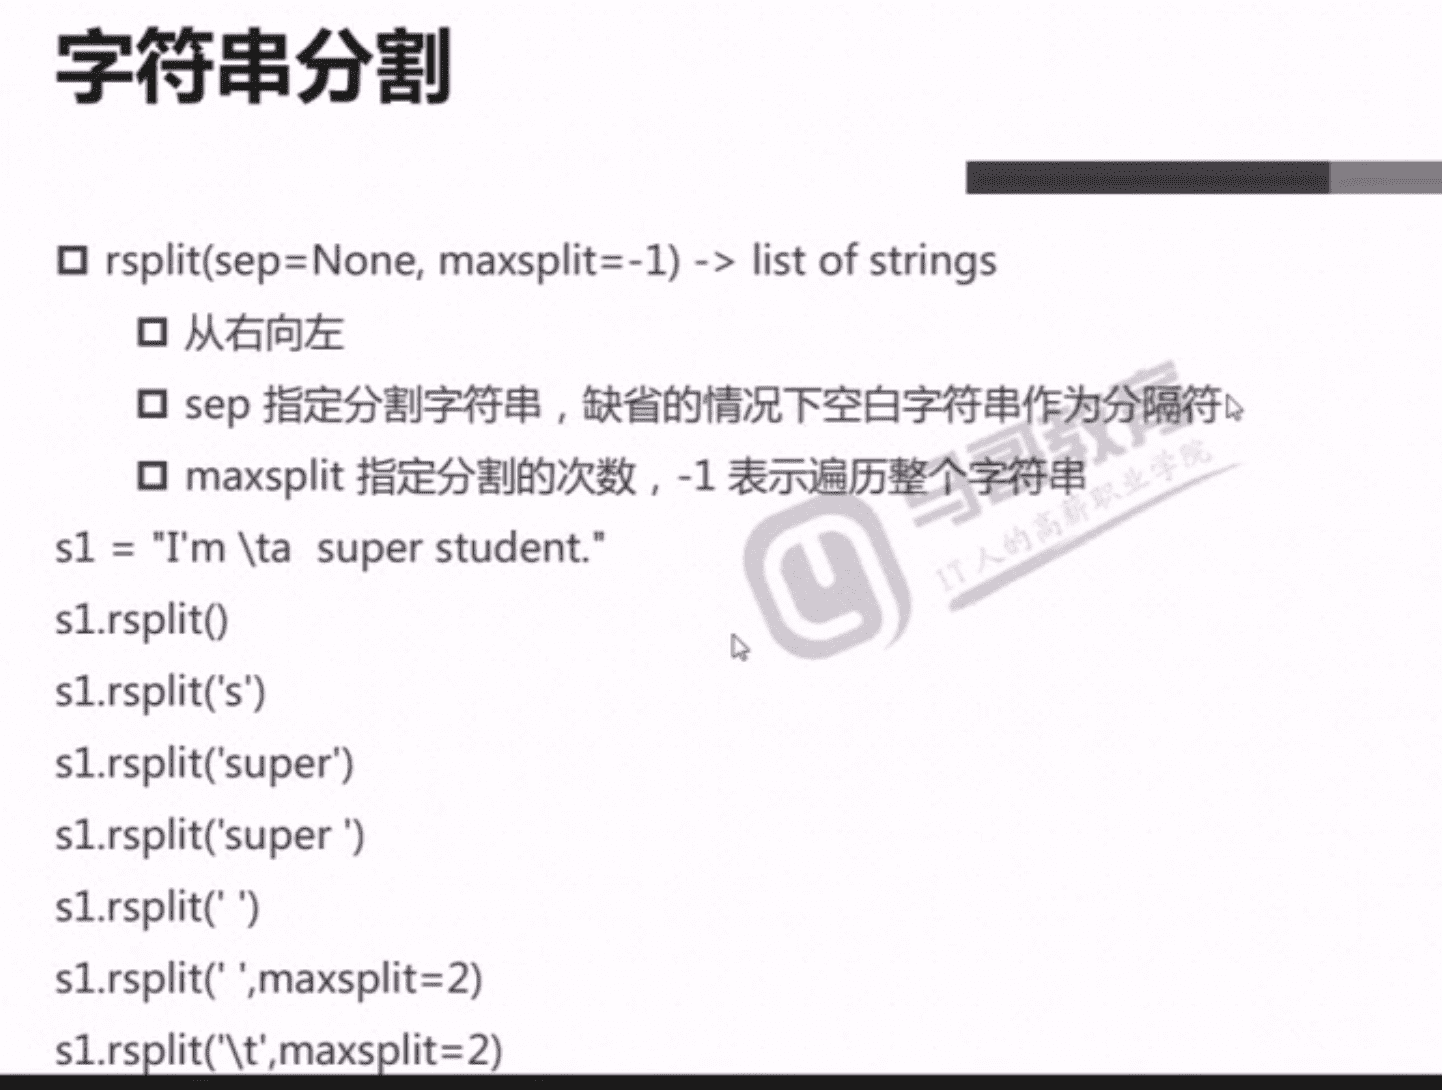 字符串分割
rsplit(sep=None, maxsplit=-1) -> list of strings
从右向左
sep 指定分割字符串，缺省的情况下空白字符串作为分隔符
maxsplit 指定分割的次数，-1 表示遍历整个字符串
马哥教育
IT人的高薪职业学院
s1 = "I'm \ta  super student."
s1.rsplit()
s1.rsplit('s')
s1.rsplit('super')
s1.rsplit('super ')
s1.rsplit(' ')
s1.rsplit(' ',maxsplit=2)
s1.rsplit('\t',maxsplit=2)